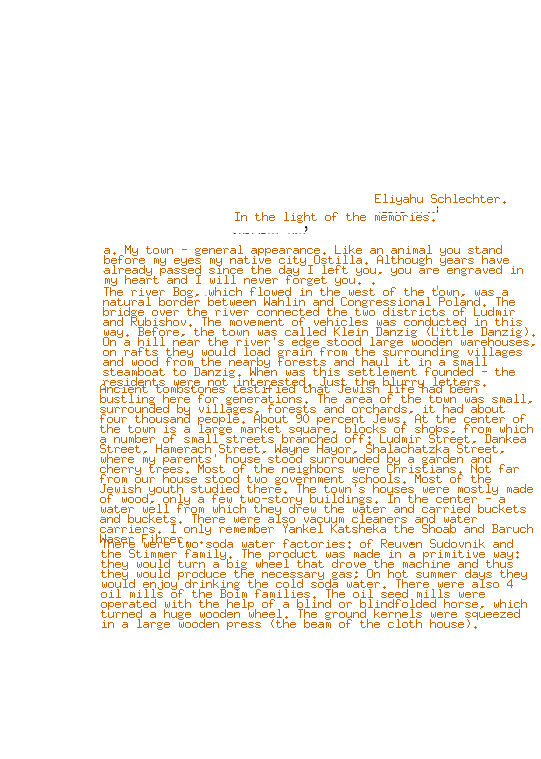 Eliyahu Schlechter.
In the light of the memories.
a. My town - general appearance. Like an animal you stand
before my eyes my native city Ostilla. Although years have
already passed since the day I left you, you are engraved in
my heart and I will never forget you. .
The river Bog, which flowed in the west of the town, was a
natural border between Wahlin and Congressional Poland. The
bridge over the river connected the two districts of Ludmir
and Rubishov. The movement of vehicles was conducted in this
way. Before, the town was called Klein Danzig (Little Danzig).
On a hill near the river's edge stood large wooden warehouses,
on rafts they would load grain from the surrounding villages
and wood from the nearby forests and haul it in a small
steamboat to Danzig. When was this settlement founded - the
residents were not interested. Just the blurry letters.
Ancient tombstones testified that Jewish life had been
bustling here for generations. The area of the town was small,
surrounded by villages, forests and orchards, it had about
four thousand people. About 90 percent Jews. At the center of
the town is a large market square, blocks of shops, from which
a number of small streets branched off: Ludmir Street, Dankea
Street, Hamerach Street, Wayne Hayor, Shalachatzka Street,
where my parents' house stood surrounded by a garden and
cherry trees. Most of the neighbors were Christians. Not far
from our house stood two government schools. Most of the
Jewish youth studied there. The town's houses were mostly made
of wood, only a few two-story buildings. In the center - a
water well from which they drew the water and carried buckets
and buckets. There were also vacuum cleaners and water
carriers. I only remember Yankel Katsheka the Shoab and Baruch
Waser Fihrer.
There were two soda water factories: of Reuven Sudovnik and
the Stimmer family. The product was made in a primitive way:
they would turn a big wheel that drove the machine and thus
they would produce the necessary gas; On hot summer days they
would enjoy drinking the cold soda water. There were also 4
oil mills of the Boim families. The oil seed mills were
operated with the help of a blind or blindfolded horse, which
turned a huge wooden wheel. The ground kernels were squeezed
in a large wooden press (the beam of the cloth house).